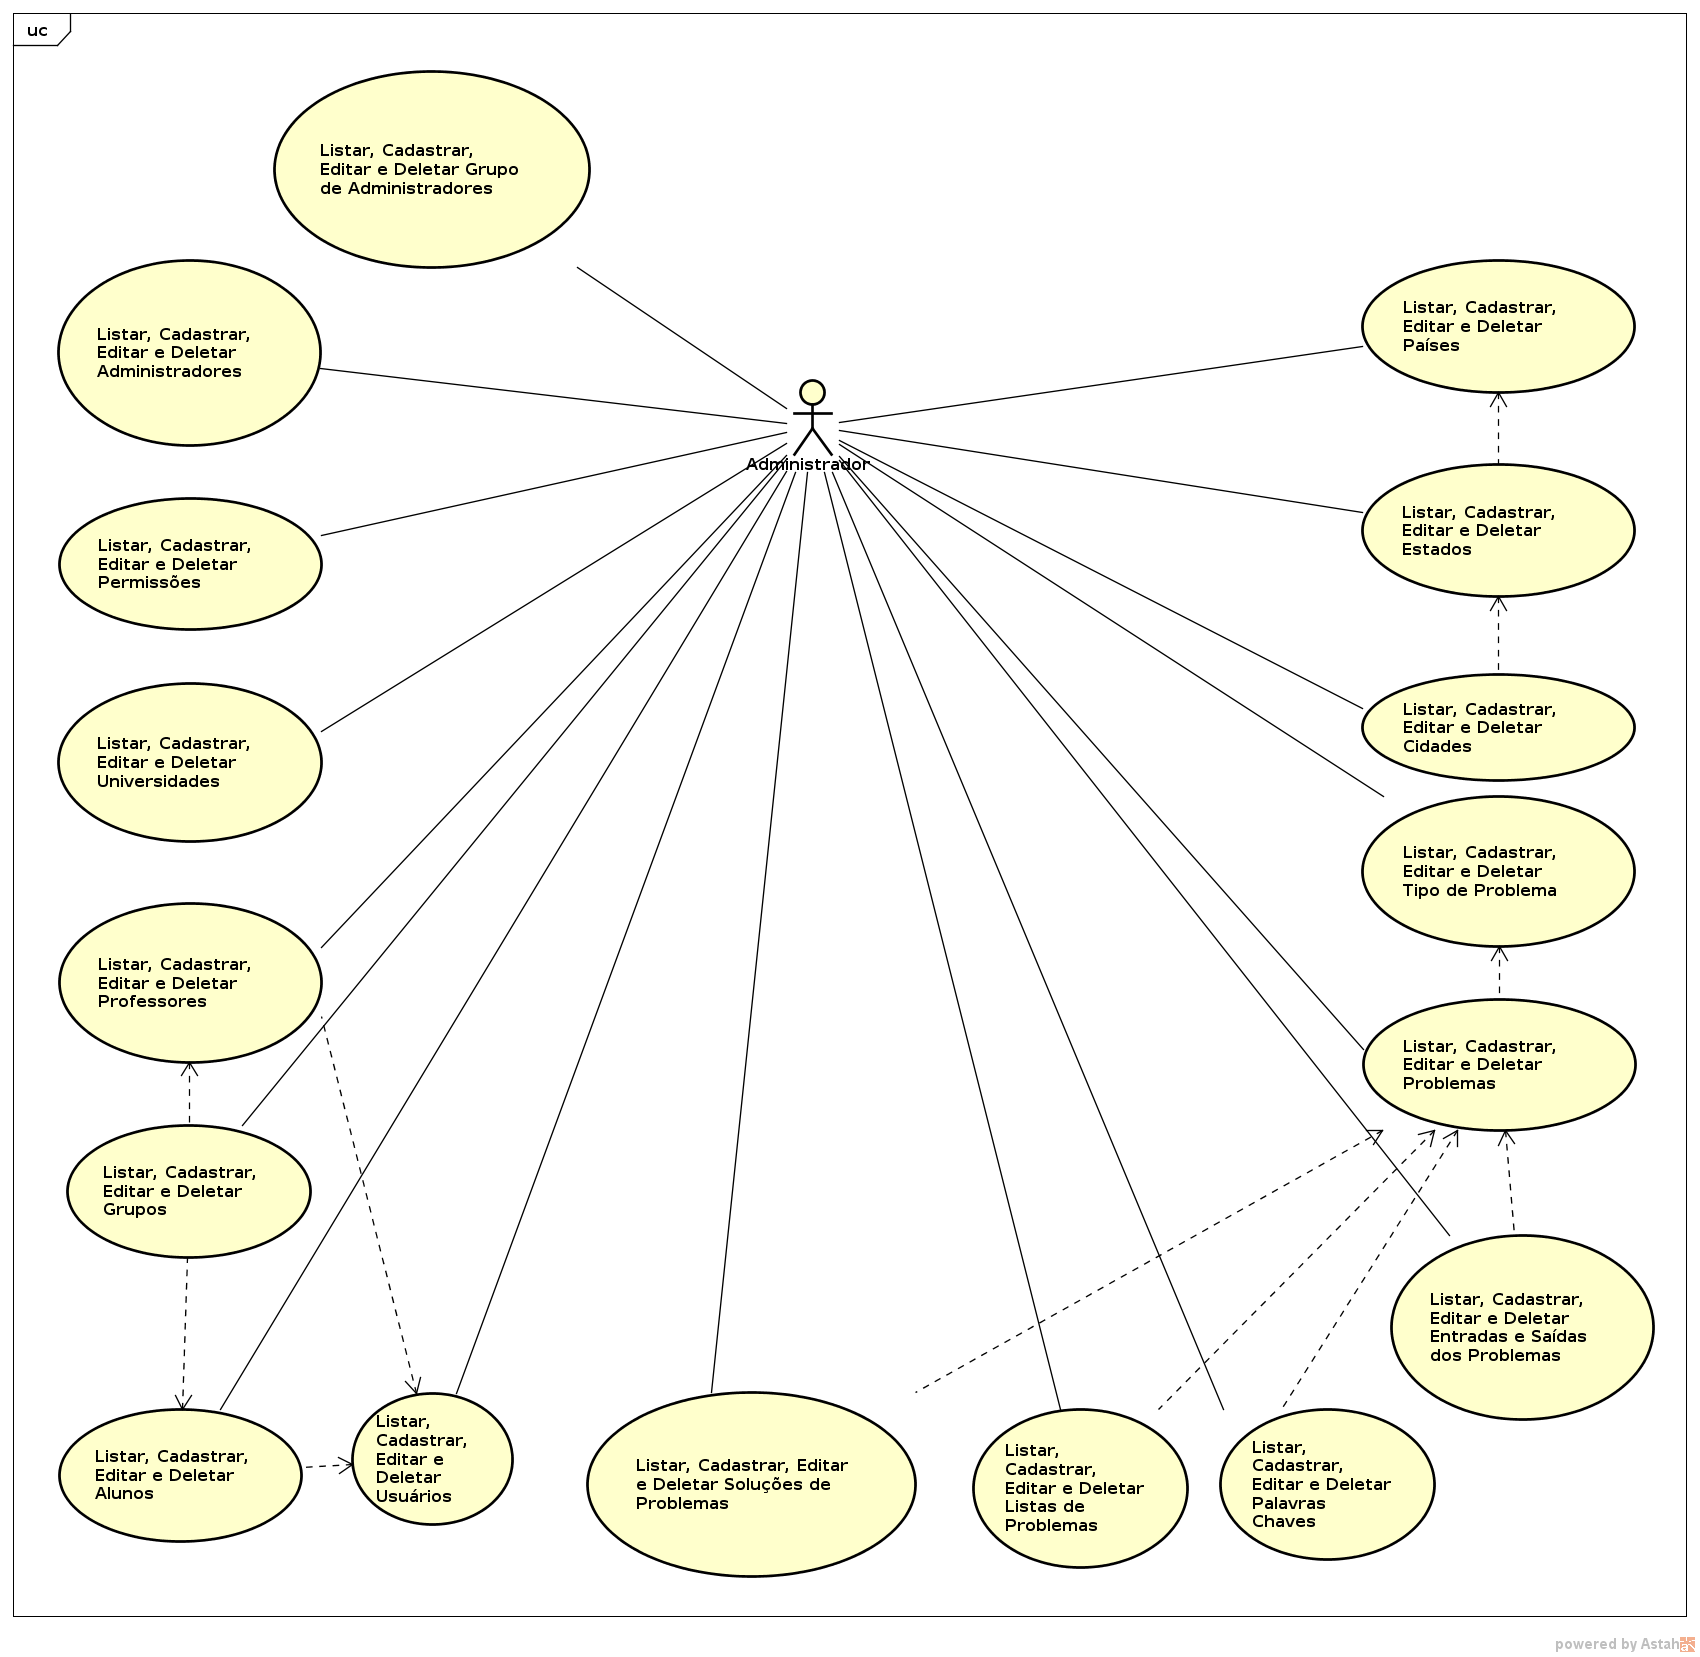 uc
Listar, Cadastrar,
Editar e Deletar Grupo
de Administradores
Listar, Cadastrar,
Editar e Deletar
Administradores
Listar, Cadastrar,
Editar e Deletar
Países
Administrador
Listar, Cadastrar,
Editar e Deletar
Permissões
Listar, Cadastrar,
Editar e Deletar
Estados
Listar, Cadastrar,
Editar e Deletar
Universidades
Listar, Cadastrar,
Editar e Deletar
Cidades
Listar, Cadastrar,
Editar e Deletar
Tipo de Problema
Listar, Cadastrar,
Editar e Deletar
Professores
Listar, Cadastrar,
Editar e Deletar
Problemas
Listar, Cadastrar,
Editar e Deletar
Grupos
Listar, Cadastrar,
Editar e Deletar
Entradas e Saídas
dos Problemas
Listar, Cadastrar,
Editar e Deletar
Alunos
Listar,
Cadastrar,
Editar e
Deletar
Usuários
Listar, Cadastrar, Editar
e Deletar Soluções de
Problemas
Listar,
Cadastrar,
Editar e Deletar
Listas de
Problemas
Listar,
Cadastrar,
Editar e Deletar
Palavras
Chaves
powered by Astah